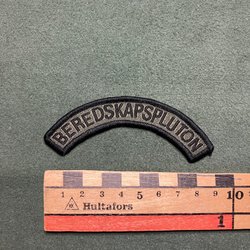 BEREDSKAPSPLUTON
1 2 3 4 5 6 7 8 9 10
Hultafors
1